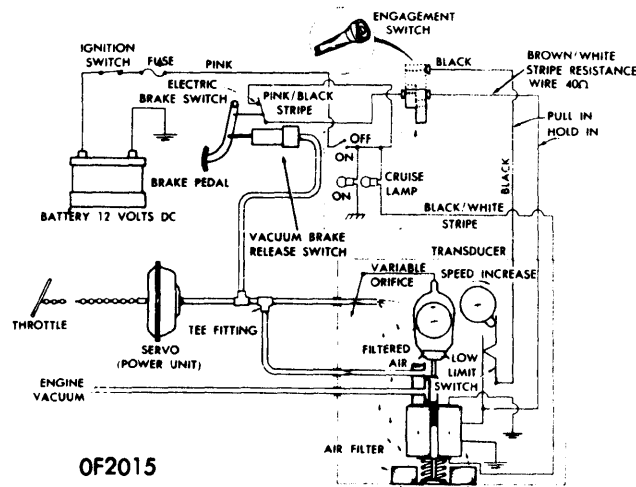 ENGAGEMENT
SWITCH
IGNITION
SWITCH
FUSE
PINK
BLACK
BROWN/WHITE
STRIPE RESISTANCE
WIRE 40Ω
ELECTRIC
BRAKE SWITCH
PINK/BLACK
STRIPE
PULL IN
HOLD IN
OFF
ON
BRAKE PEDAL
ON
CRUISE
LAMP
BLACK
BATTERY 12 VOLTS DC
BLACK/WHITE
STRIPE
VACUUM BRAKE
RELEASE SWITCH
TRANSDUCER
VARIABLE
ORIFICE
SPEED INCREASE
THROTTLE
TEE FITTING
SERVO
(POWER UNIT)
FILTERED
AIR
LOW
LIMIT
SWITCH
ENGINE
VACUUM
AIR FILTER
0F2015